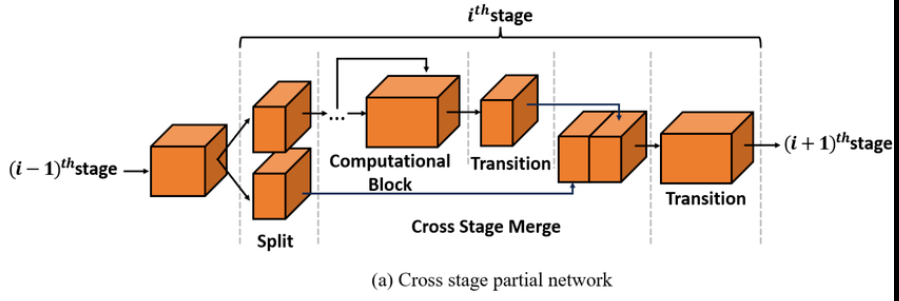 i^th stage
(i − 1)^th stage
...
(i + 1)^th stage
Computational
Block
Transition
Transition
Split
Cross Stage Merge
(a) Cross stage partial network